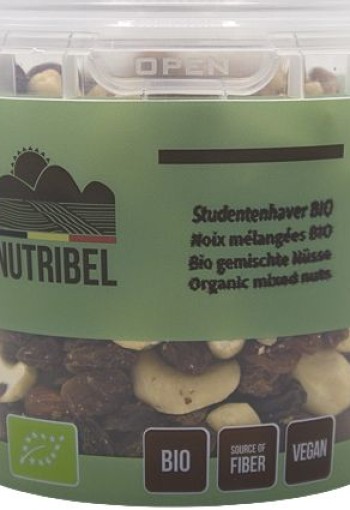 OPEN
NUTRIBEL
Studentenhaver BIO
Noix mélangées BIO
Bio gemischte Nüsse
Organic mixed nuts
BIO
SOURCE OF
FIBER
VEGAN